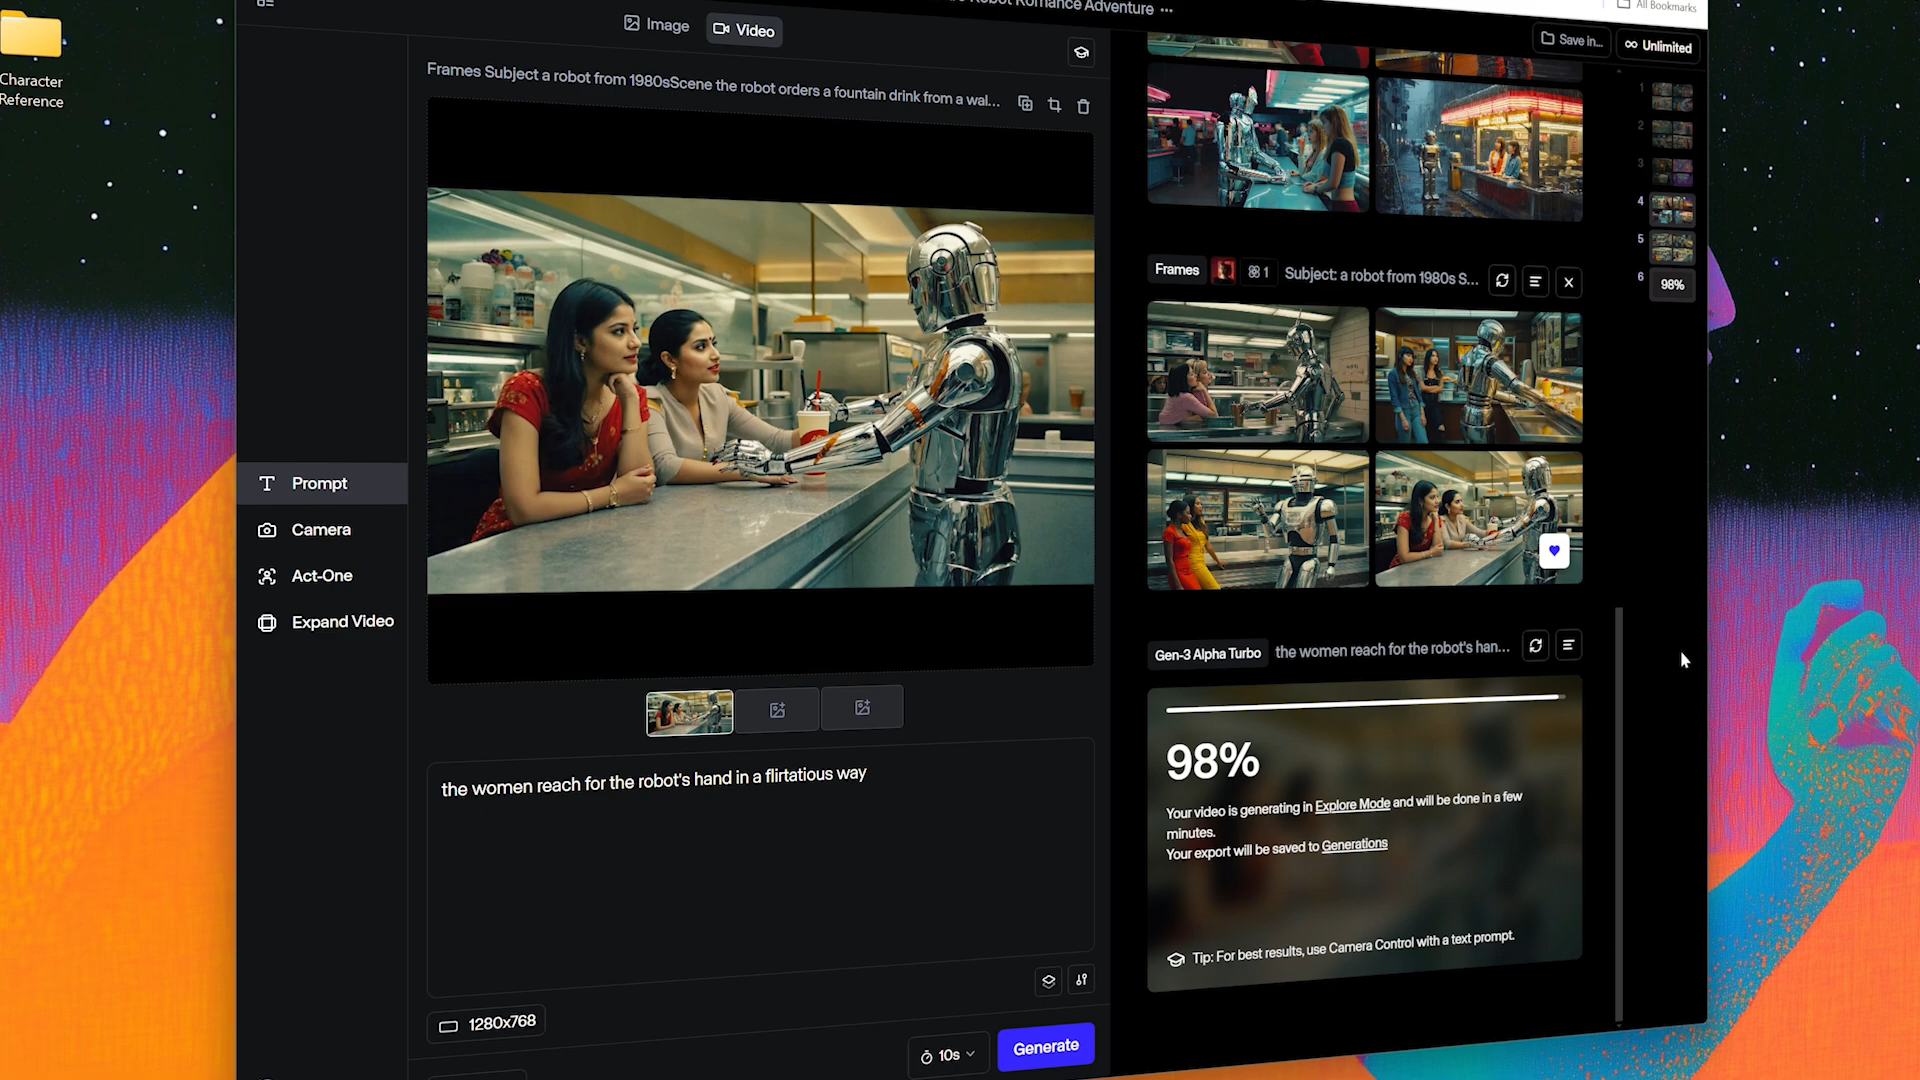 Character
Reference
Robot Romance Adventure ...
All Bookmarks
Image
Video
Save in...
Unlimited
Frames Subject a robot from 1980sScene the robot orders a fountain drink from a wal...
1
2
3
4
5
6
98%
Frames
1
Subject: a robot from 1980s S...
Prompt
Camera
Act-One
Expand Video
Gen-3 Alpha Turbo
the women reach for the robot's han...
98%
Your video is generating in Explore Mode and will be done in a few
minutes.
Your export will be saved to Generations
Tip: For best results, use Camera Control with a text prompt.
the women reach for the robot's hand in a flirtatious way
1280x768
10s
Generate